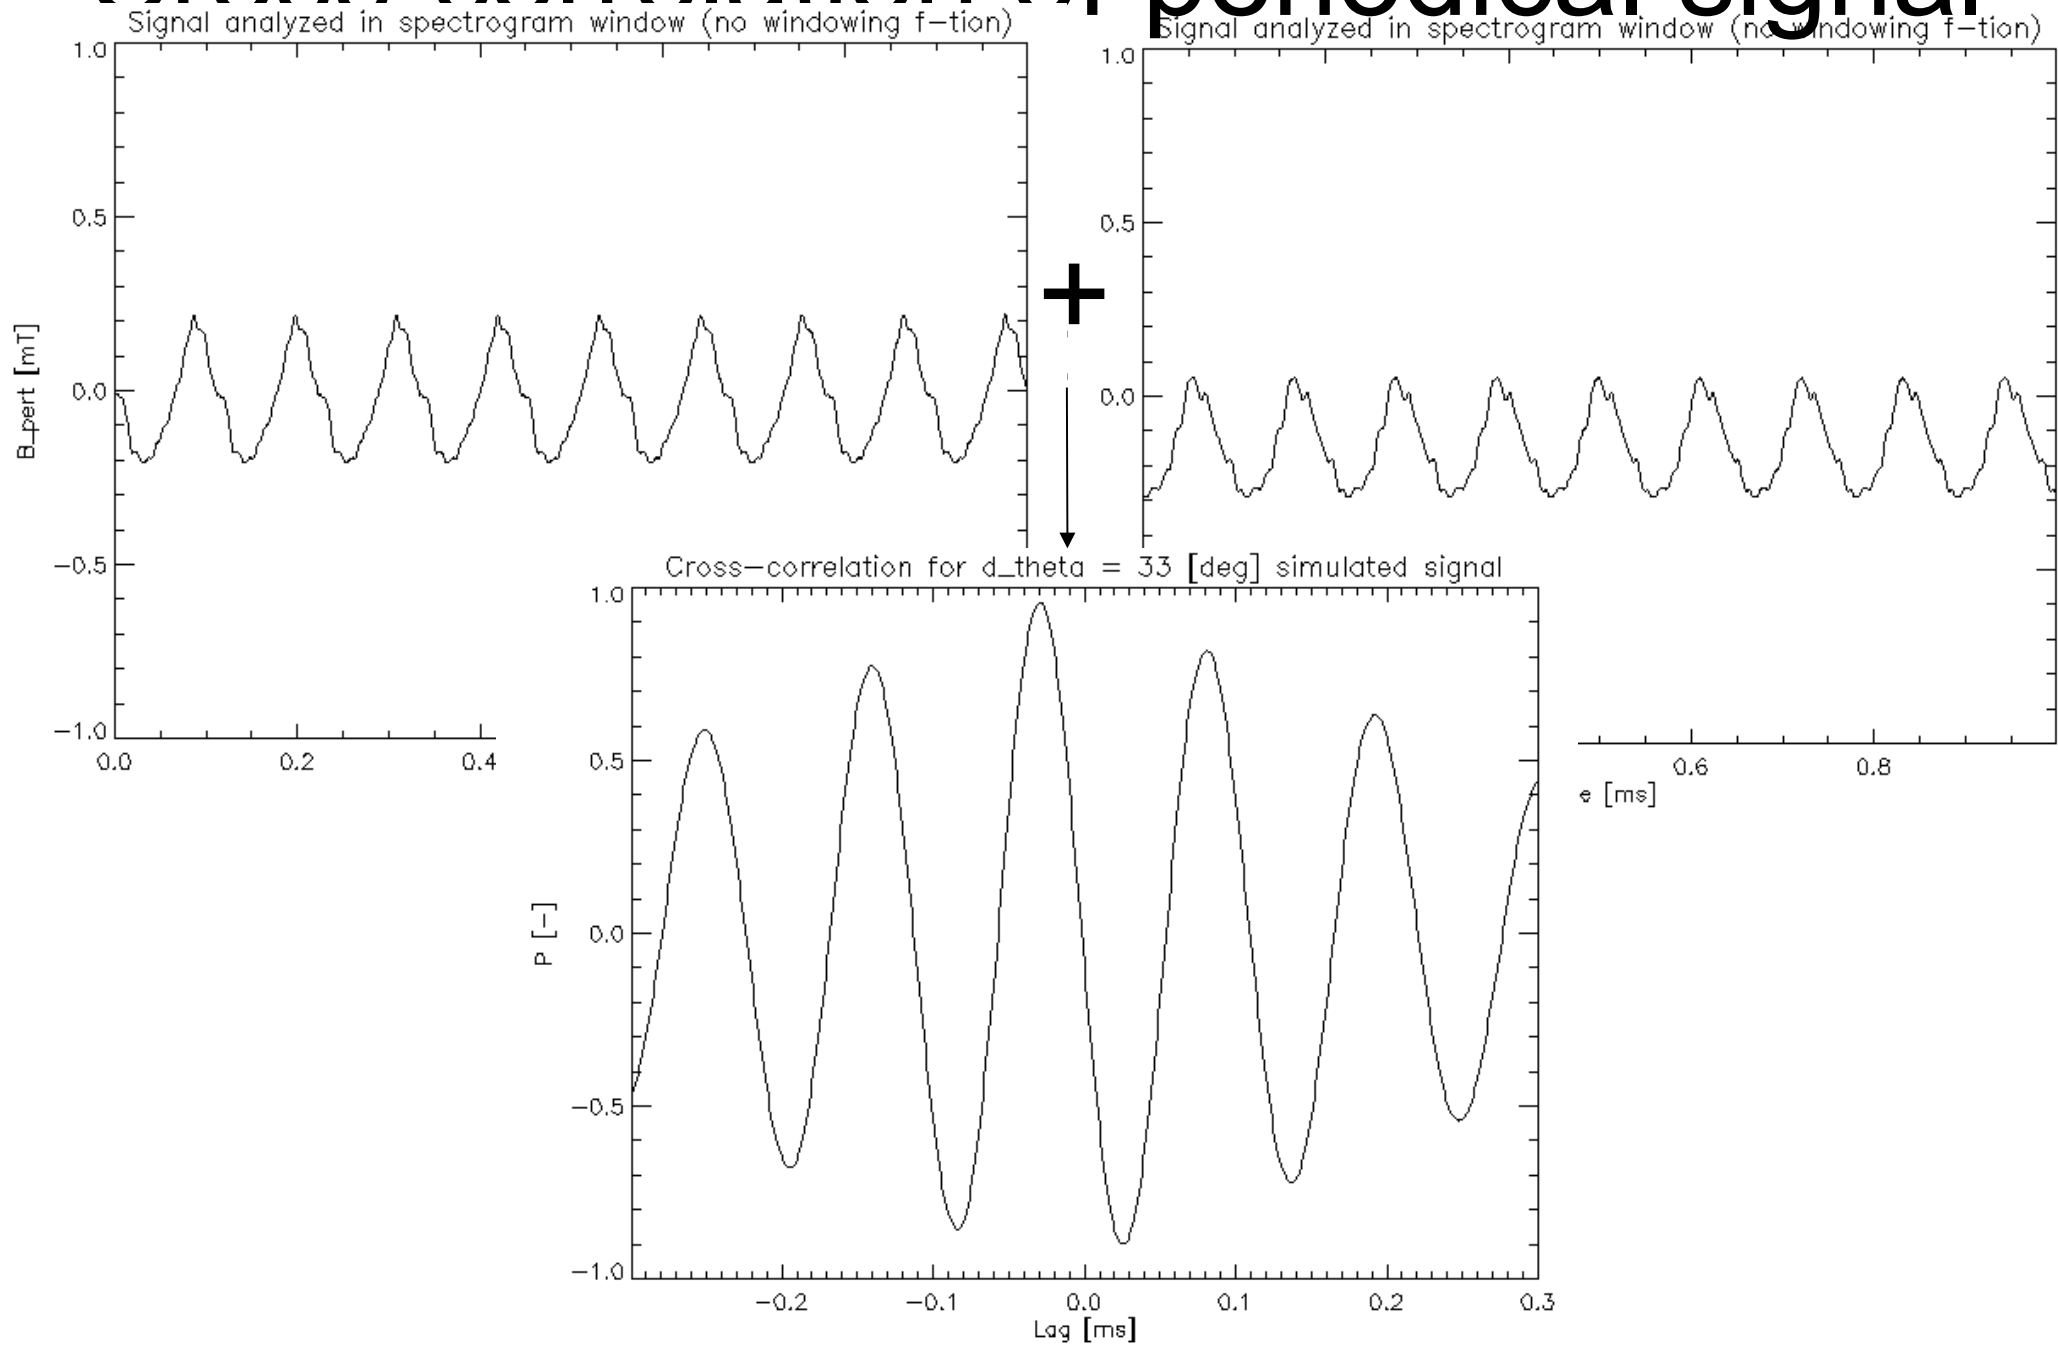 periodical signal
Signal analyzed in spectrogram window (no windowing f-tion)
1.0
0.5
0.0
-0.5
-1.0
B_pert [mT]
0.0 0.2 0.4
+
Signal analyzed in spectrogram window (no windowing f-tion)
1.0
0.5
0.0
0.6 0.8
e [ms]
Cross-correlation for d_theta = 33 [deg] simulated signal
1.0
0.5
0.0
-0.5
-1.0
P [-]
-0.2 -0.1 0.0 0.1 0.2 0.3
Lag [ms]